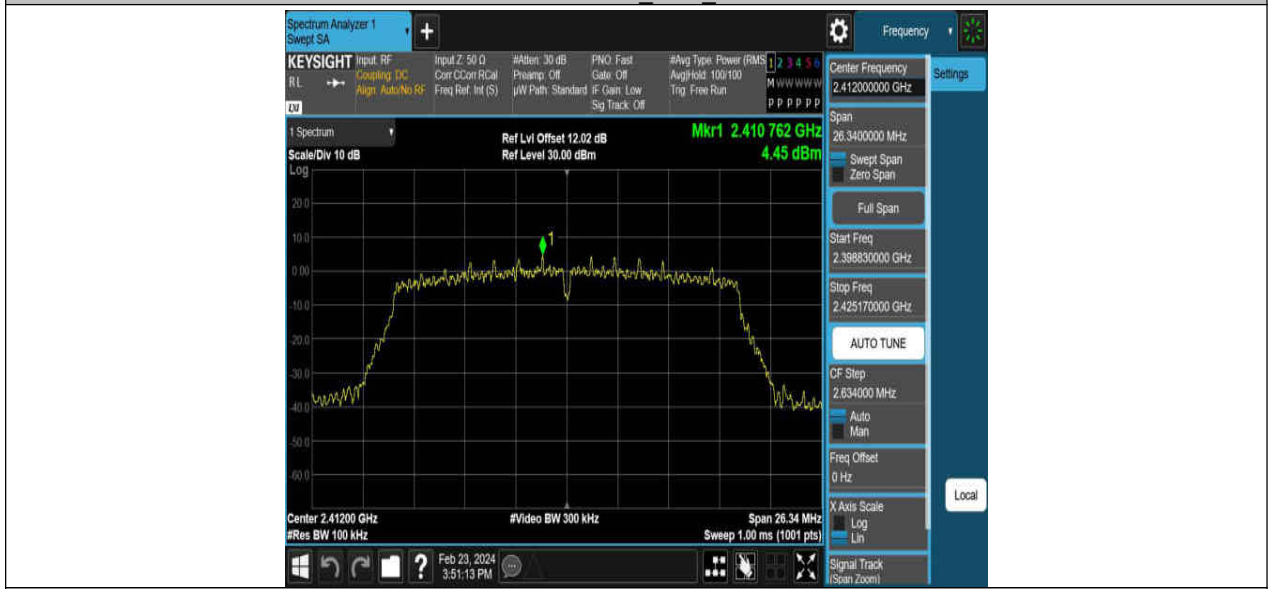 Spectrum Analyzer 1
Swept SA
+
Frequency
KEYSIGHT
RL
LXI
Input: RF
Coupling: DC
Align: Auto/No RF
Input Z: 50 Ω
Corr CCorr RCal
Freq Ref: Int (S)
#Atten: 30 dB
Preamp: Off
µW Path: Standard
PNO: Fast
Gate: Off
IF Gain: Low
Sig Track: Off
#Avg Type: Power (RMS
Avg|Hold: 100/100
Trig: Free Run
1 2 3 4 5 6
M W W W W W
P P P P P P
1 Spectrum
Scale/Div 10 dB
Log
Ref Lvl Offset 12.02 dB
Ref Level 30.00 dBm
Mkr1 2.410 762 GHz
4.45 dBm
20.0
10.0
0.00
-10.0
-20.0
-30.0
-40.0
-50.0
-60.0
1
Center 2.41200 GHz
#Res BW 100 kHz
#Video BW 300 kHz
Span 26.34 MHz
Sweep 1.00 ms (1001 pts)
Center Frequency
2.412000000 GHz
Settings
Span
26.3400000 MHz
Swept Span
Zero Span
Full Span
Start Freq
2.398830000 GHz
Stop Freq
2.425170000 GHz
AUTO TUNE
CF Step
2.634000 MHz
Auto
Man
Freq Offset
0 Hz
X Axis Scale
Log
Lin
Local
Signal Track
(Span Zoom)
?
Feb 23, 2024
3:51:13 PM